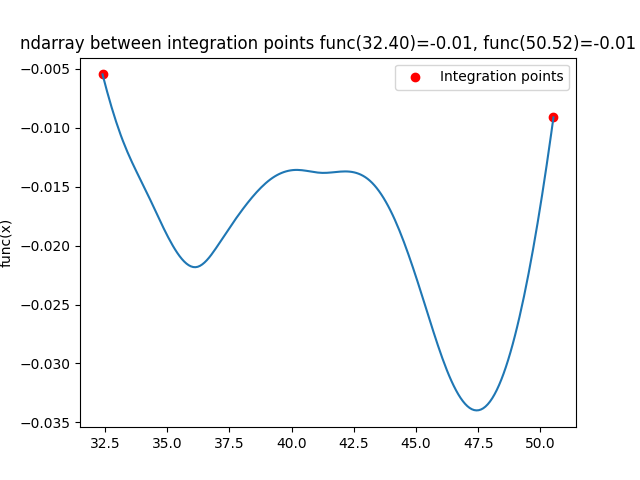 ndarray between integration points func(32.40)=-0.01, func(50.52)=-0.01
Integration points
−0.005
−0.010
−0.015
−0.020
−0.025
−0.030
−0.035
func(x)
32.5 35.0 37.5 40.0 42.5 45.0 47.5 50.0